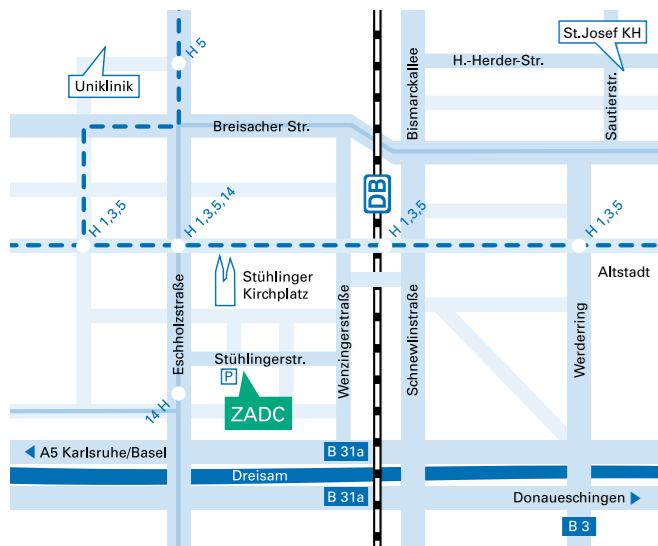 St.Josef KH
H 5
Bismarckallee
H.-Herder-Str.
Uniklinik
Sautierstr.
Breisacher Str.
DB
H 1,3,5
H 1,3,5,14
H 1,3,5
H 1,3,5
Altstadt
Stühlinger
Kirchplatz
Eschholzstraße
Wenzingerstraße
Schnewlinstraße
Werderring
Stühlingerstr.
P
ZADC
14 H
A5 Karlsruhe/Basel
B 31a
Dreisam
B 31a
Donaueschingen
B 3